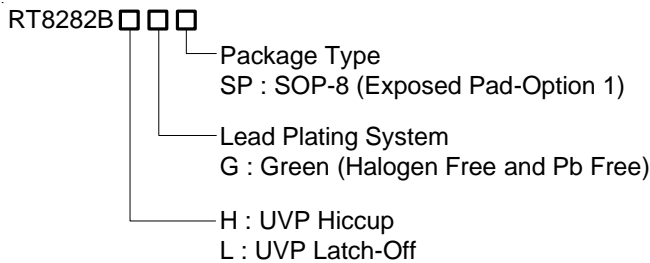 RT8282B
Package Type
SP : SOP-8 (Exposed Pad-Option 1)
Lead Plating System
G : Green (Halogen Free and Pb Free)
H : UVP Hiccup
L : UVP Latch-Off